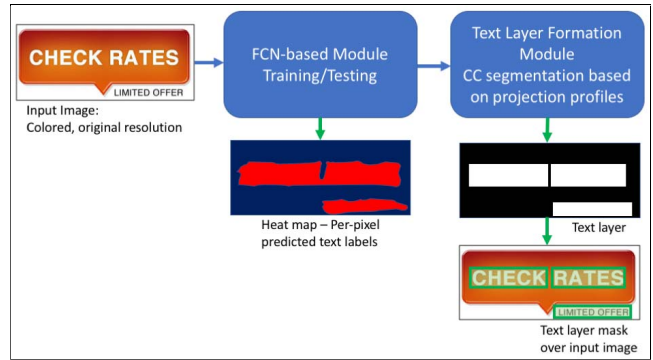 CHECK RATES
LIMITED OFFER
Input Image:
Colored, original resolution
FCN-based Module
Training/Testing
Text Layer Formation
Module
CC segmentation based
on projection profiles
Heat map – Per-pixel
predicted text labels
Text layer
CHECK RATES
LIMITED OFFER
Text layer mask
over input image